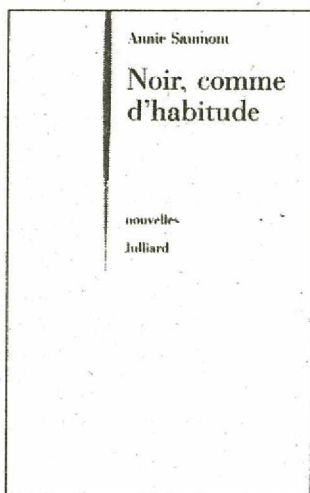 Annie Saumont
Noir, comme
d'habitude
nouvelles
Julliard